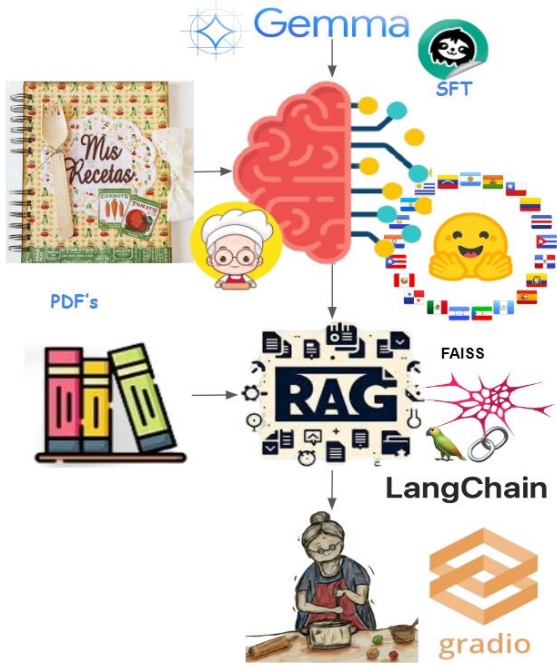 Gemma
SFT
Mis
Recetas
CARROTS
TOMATO
PDF's
FAISS
RAG
LangChain
gradio